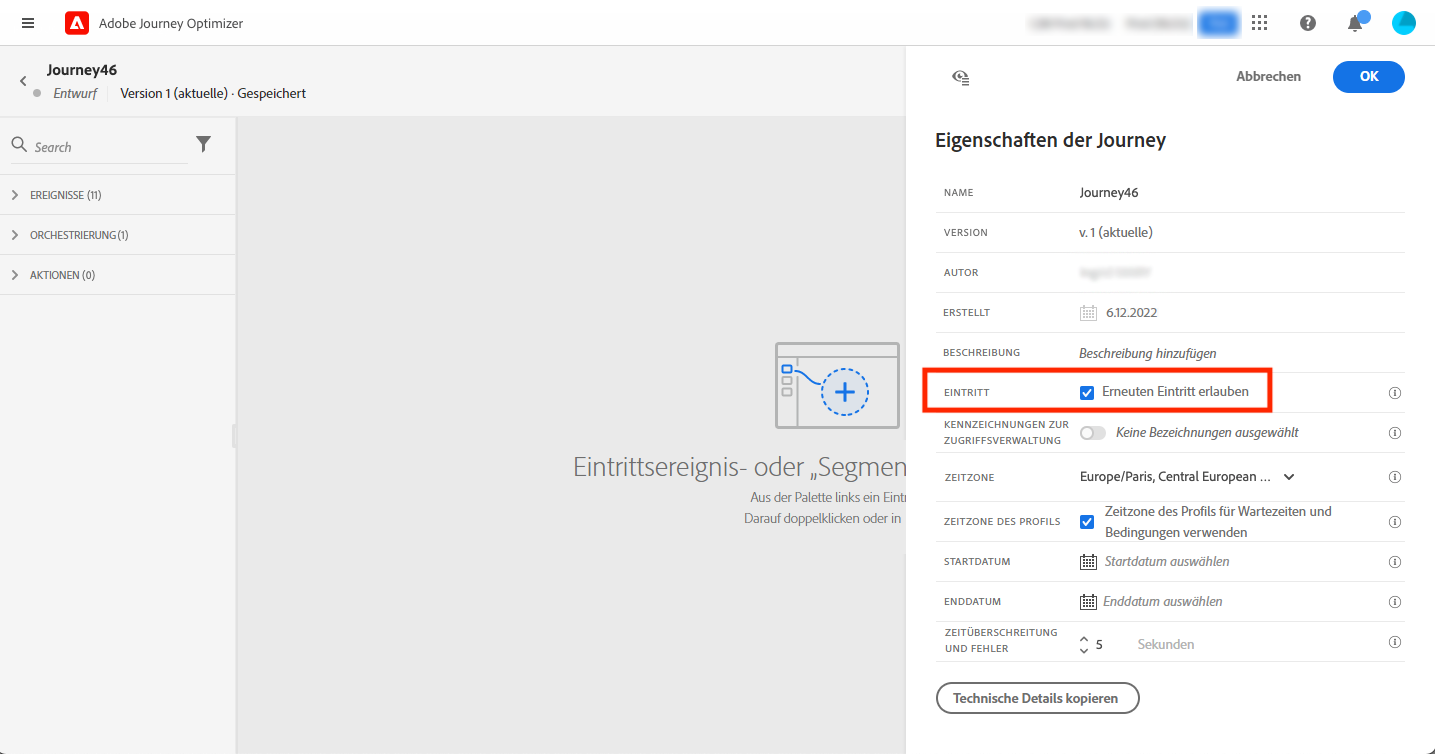 Adobe Journey Optimizer
Journey46
Entwurf
Version 1 (aktuelle) · Gespeichert
Search
EREIGNISSE (11)
ORCHESTRIERUNG (1)
AKTIONEN (0)
Eintrittsereignis- oder „Segmen
Aus der Palette links ein Eintr
Darauf doppelklicken oder in
Abbrechen
OK
Eigenschaften der Journey
NAME
Journey46
VERSION
v. 1 (aktuelle)
AUTOR
ERSTELLT
6.12.2022
BESCHREIBUNG
Beschreibung hinzufügen
EINTRITT
Erneuten Eintritt erlauben
KENNZEICHNUNGEN ZUR
ZUGRIFFSVERWALTUNG
Keine Bezeichnungen ausgewählt
ZEITZONE
Europe/Paris, Central European ...
ZEITZONE DES PROFILS
Zeitzone des Profils für Wartezeiten und
Bedingungen verwenden
STARTDATUM
Startdatum auswählen
ENDDATUM
Enddatum auswählen
ZEITÜBERSCHREITUNG
UND FEHLER
5
Sekunden
Technische Details kopieren